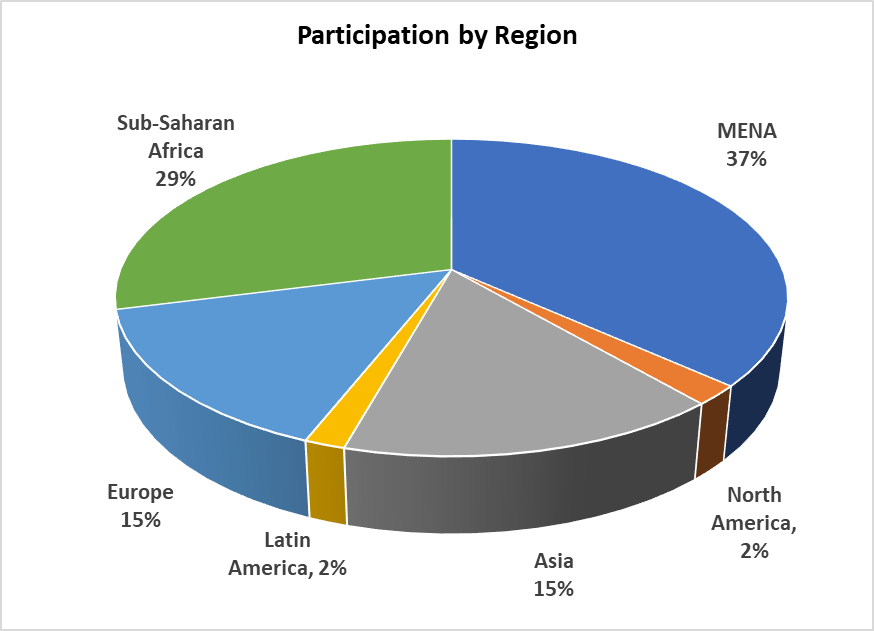 Participation by Region
Sub-Saharan
Africa
29%
MENA
37%
Europe
15%
Latin
America, 2%
Asia
15%
North
America,
2%